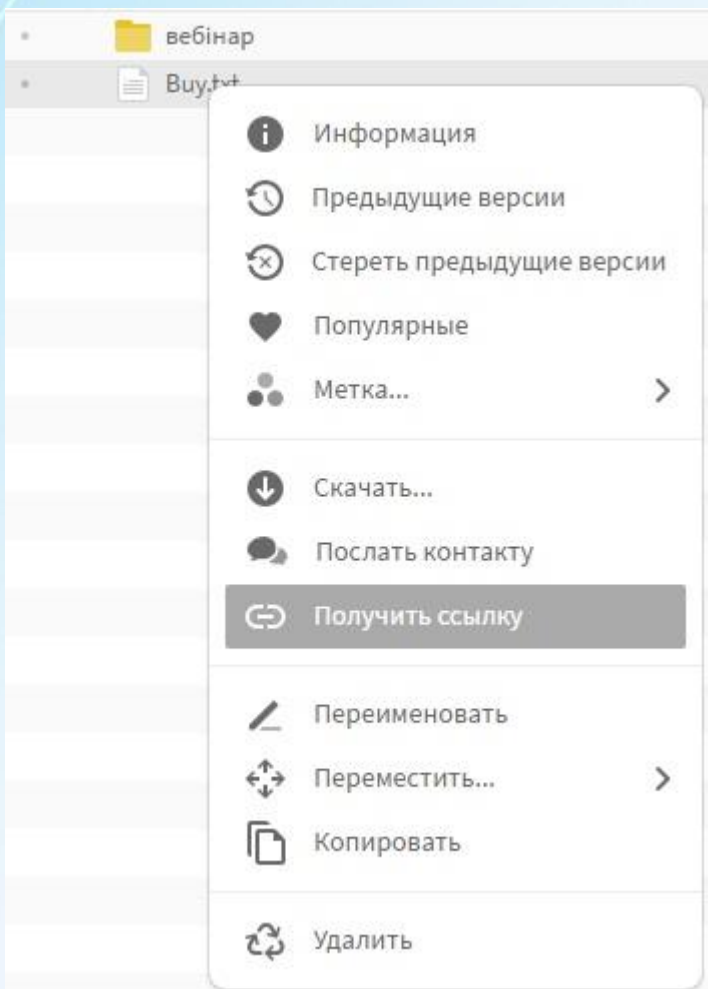 вебінар
Buy.txt
Информация
Предыдущие версии
Стереть предыдущие версии
Популярные
Метка...
Скачать...
Послать контакту
Получить ссылку
Переименовать
Переместить...
Копировать
Удалить